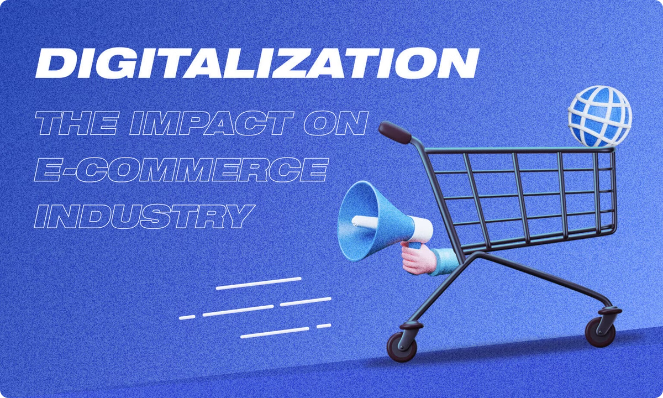 DIGITALIZATION
THE IMPACT ON
E-COMMERCE
INDUSTRY